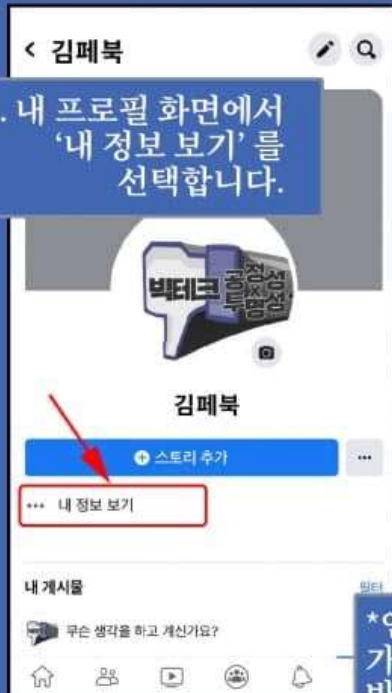 김페북
. 내 프로필 화면에서
‘내 정보 보기’ 를
선택합니다.
빅테크 공정성
투명성
김페북
스토리 추가
내 정보 보기
내 게시물
필터
무슨 생각을 하고 계신가요?